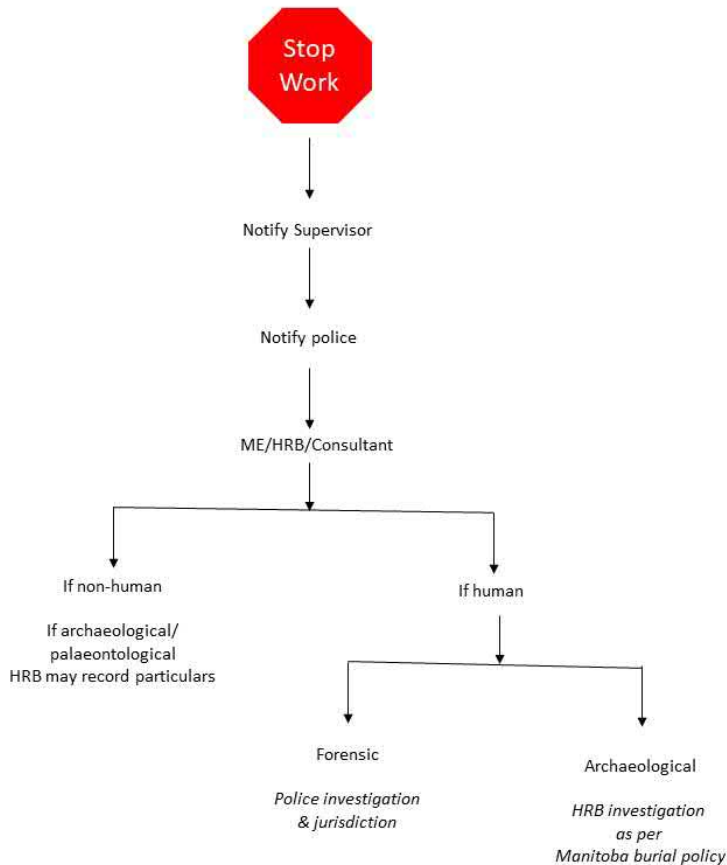 Stop
Work
Notify Supervisor
Notify police
ME/HRB/Consultant
If non-human
If archaeological/
palaeontological
HRB may record particulars
If human
Forensic
Police investigation
& jurisdiction
Archaeological
HRB investigation
as per
Manitoba burial policy